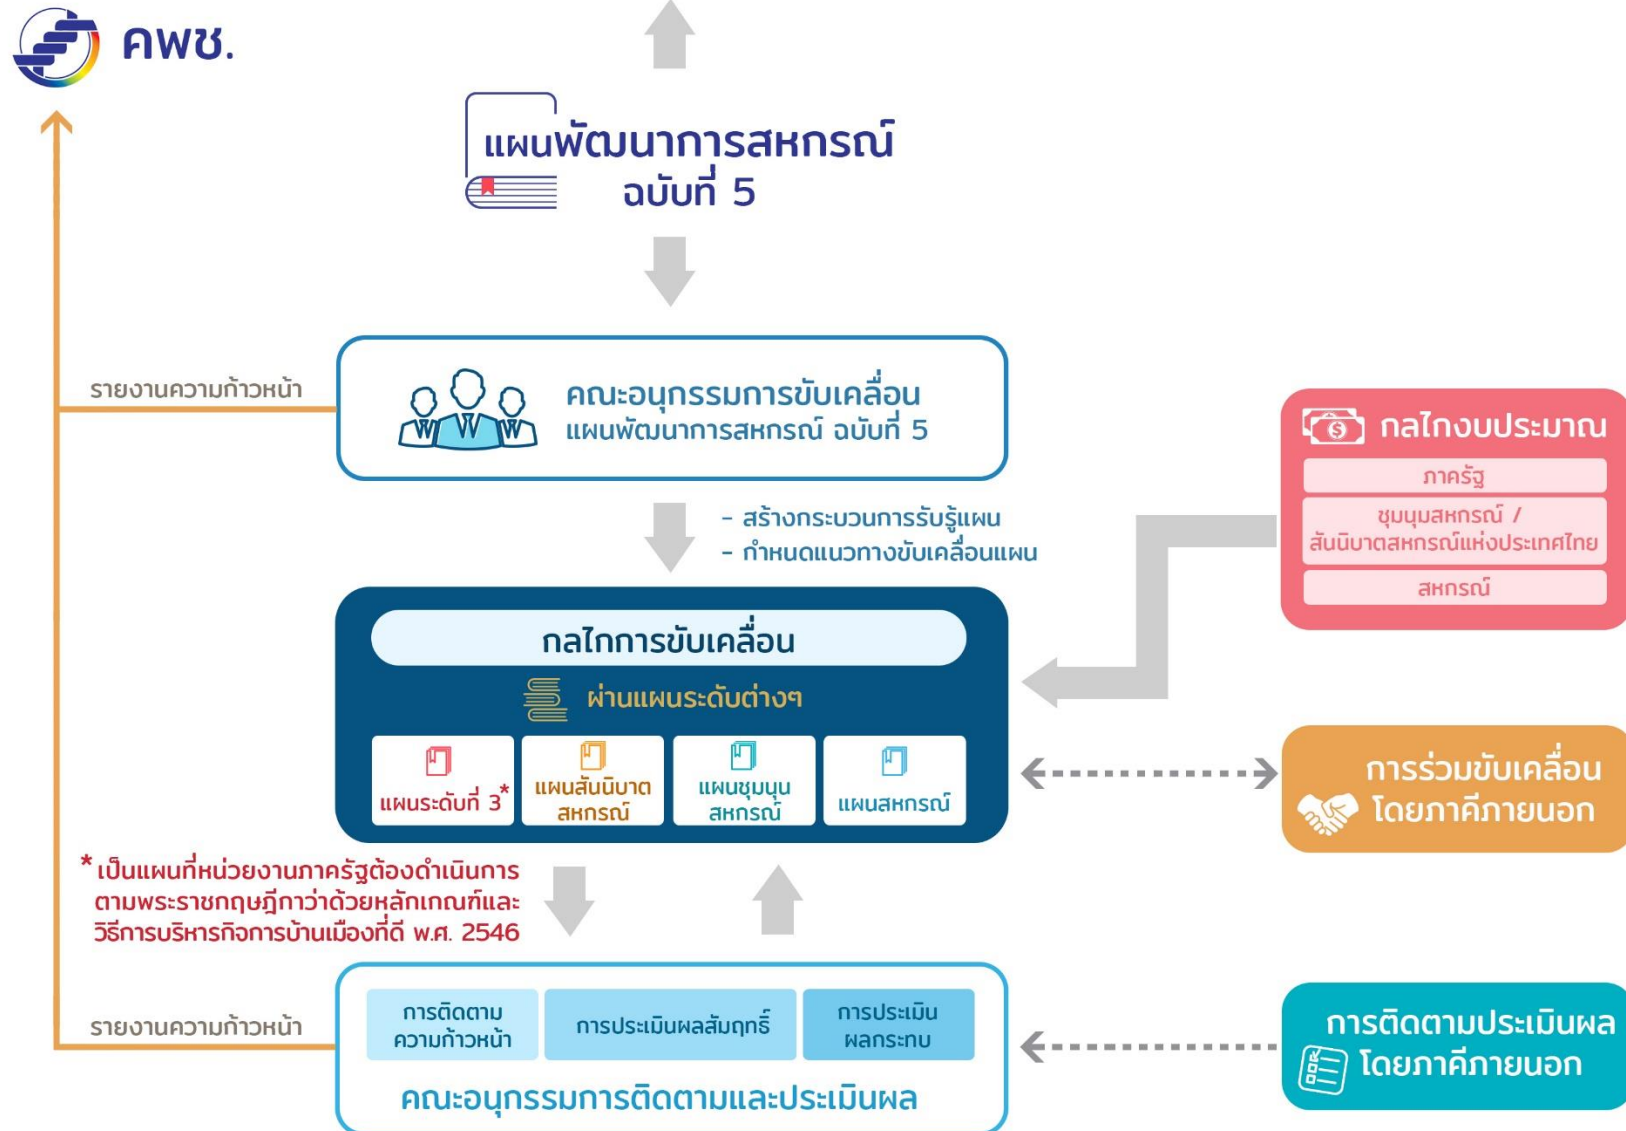 คพช.
แผนพัฒนาการสหกรณ์
ฉบับที่ 5
รายงานความก้าวหน้า
คณะอนุกรรมการขับเคลื่อน
แผนพัฒนาการสหกรณ์ ฉบับที่ 5
- สร้างกระบวนการรับรู้แผน
- กำหนดแนวทางขับเคลื่อนแผน
กลไกงบประมาณ
ภาครัฐ
ชุมนุมสหกรณ์ /
สันนิบาตสหกรณ์แห่งประเทศไทย
สหกรณ์
กลไกการขับเคลื่อน
ผ่านแผนระดับต่างๆ
แผนระดับที่ 3*
แผนสันนิบาต
สหกรณ์
แผนชุมนุน
สหกรณ์
แผนสหกรณ์
การร่วมขับเคลื่อน
โดยภาคีภายนอก
* เป็นแผนที่หน่วยงานภาครัฐต้องดำเนินการ
ตามพระราชกฤษฎีกาว่าด้วยหลักเกณฑ์และ
วิธีการบริหารกิจการบ้านเมืองที่ดี พ.ศ. 2546
รายงานความก้าวหน้า
การติดตาม
ความก้าวหน้า
การประเมินผลสัมฤทธิ์
การประเมิน
ผลกระทบ
คณะอนุกรรมการติดตามและประเมินผล
การติดตามประเมินผล
โดยภาคีภายนอก